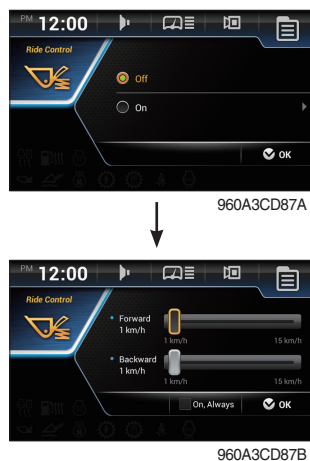 PM 12:00
Ride Control
Off
On
OK
960A3CD87A
PM 12:00
Ride Control
Forward
1 km/h
1 km/h 15 km/h
Backward
1 km/h
1 km/h 15 km/h
On, Always OK
960A3CD87B